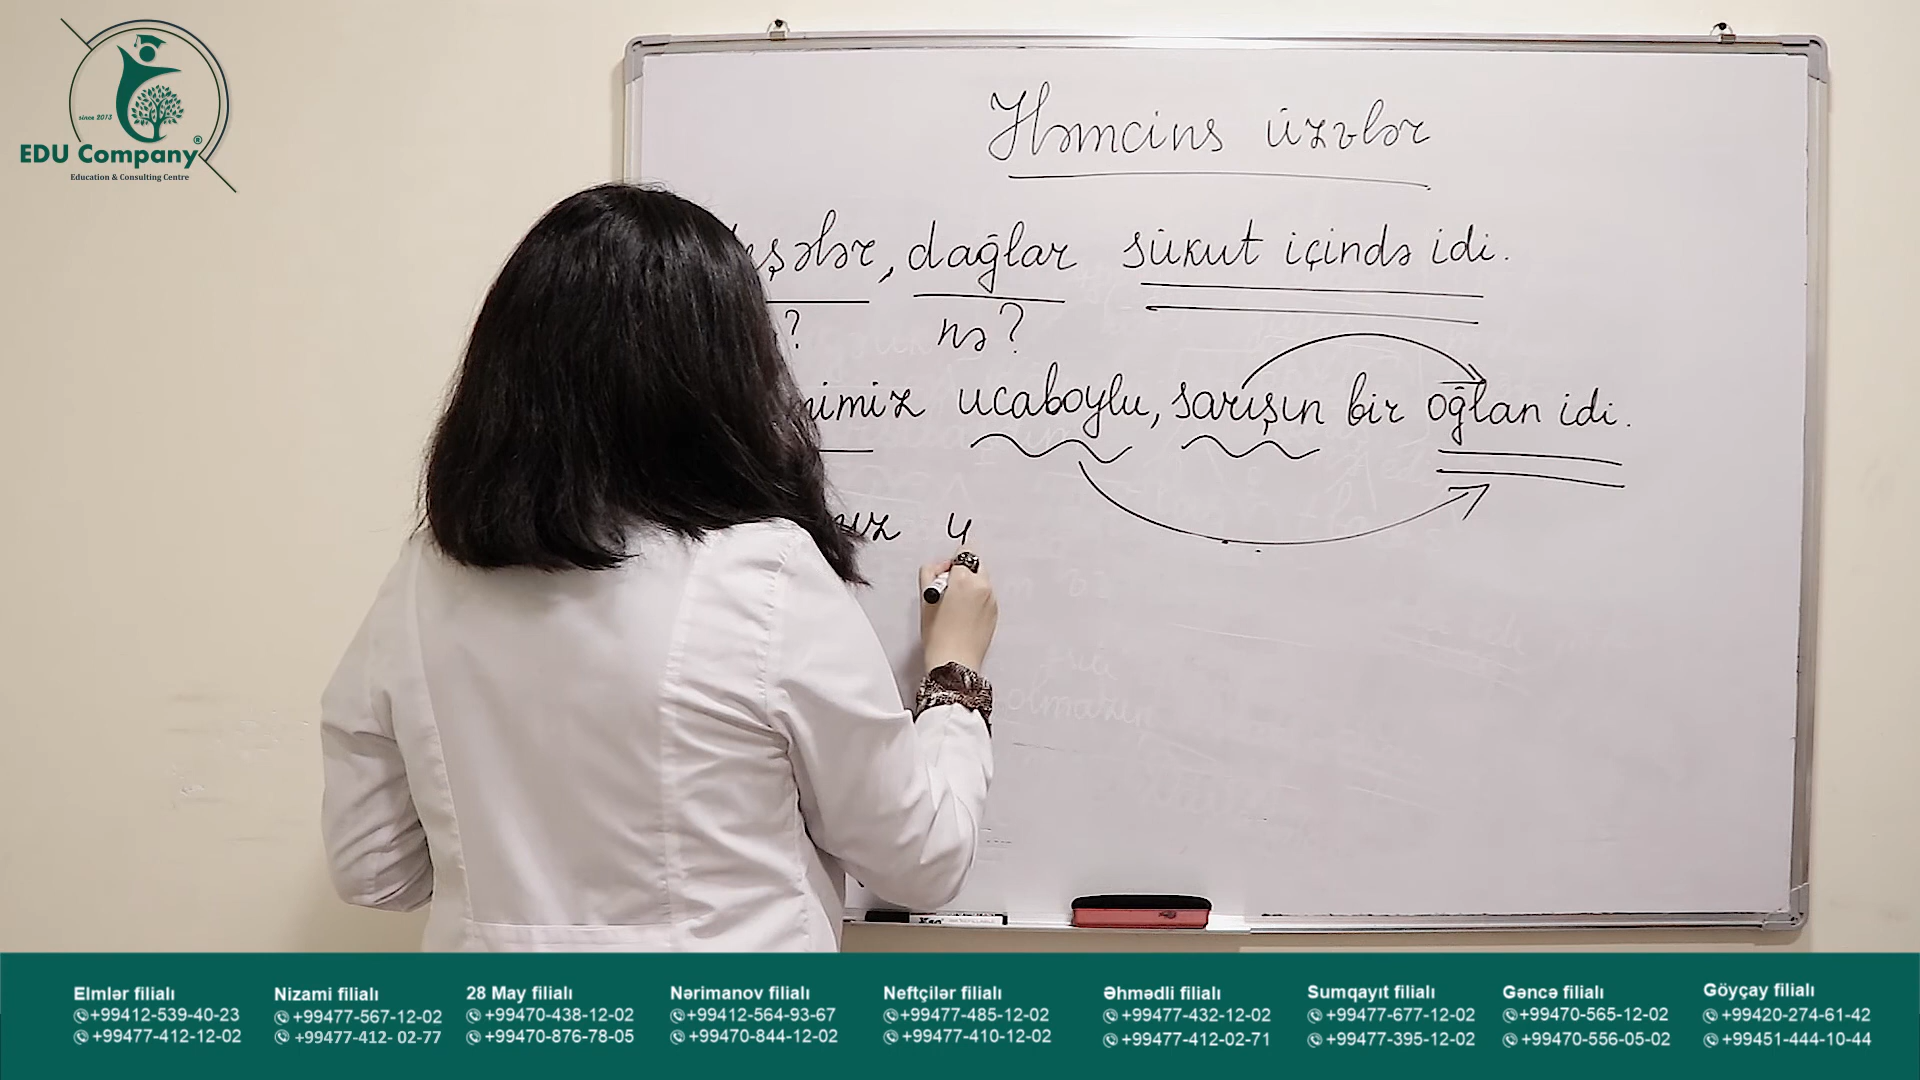 since 2013
EDU Company®
Education & Consulting Centre
Həmcins üzvlər
, dağlar sükut içində idi.
? nə?
ucaboylu, sarışın bir oğlan idi.
olmazın
Elmlər filialı
+99412-539-40-23
+99477-412-12-02
Nizami filialı
+99477-567-12-02
+99477-412- 02-77
28 May filialı
+99470-438-12-02
+99470-876-78-05
Nərimanov filialı
+99412-564-93-67
+99470-844-12-02
Neftçilər filialı
+99477-485-12-02
+99477-410-12-02
Əhmədli filialı
+99477-432-12-02
+99477-412-02-71
Sumqayıt filialı
+99477-677-12-02
+99477-395-12-02
Gəncə filialı
+99470-565-12-02
+99470-556-05-02
Göyçay filialı
+99420-274-61-42
+99451-444-10-44